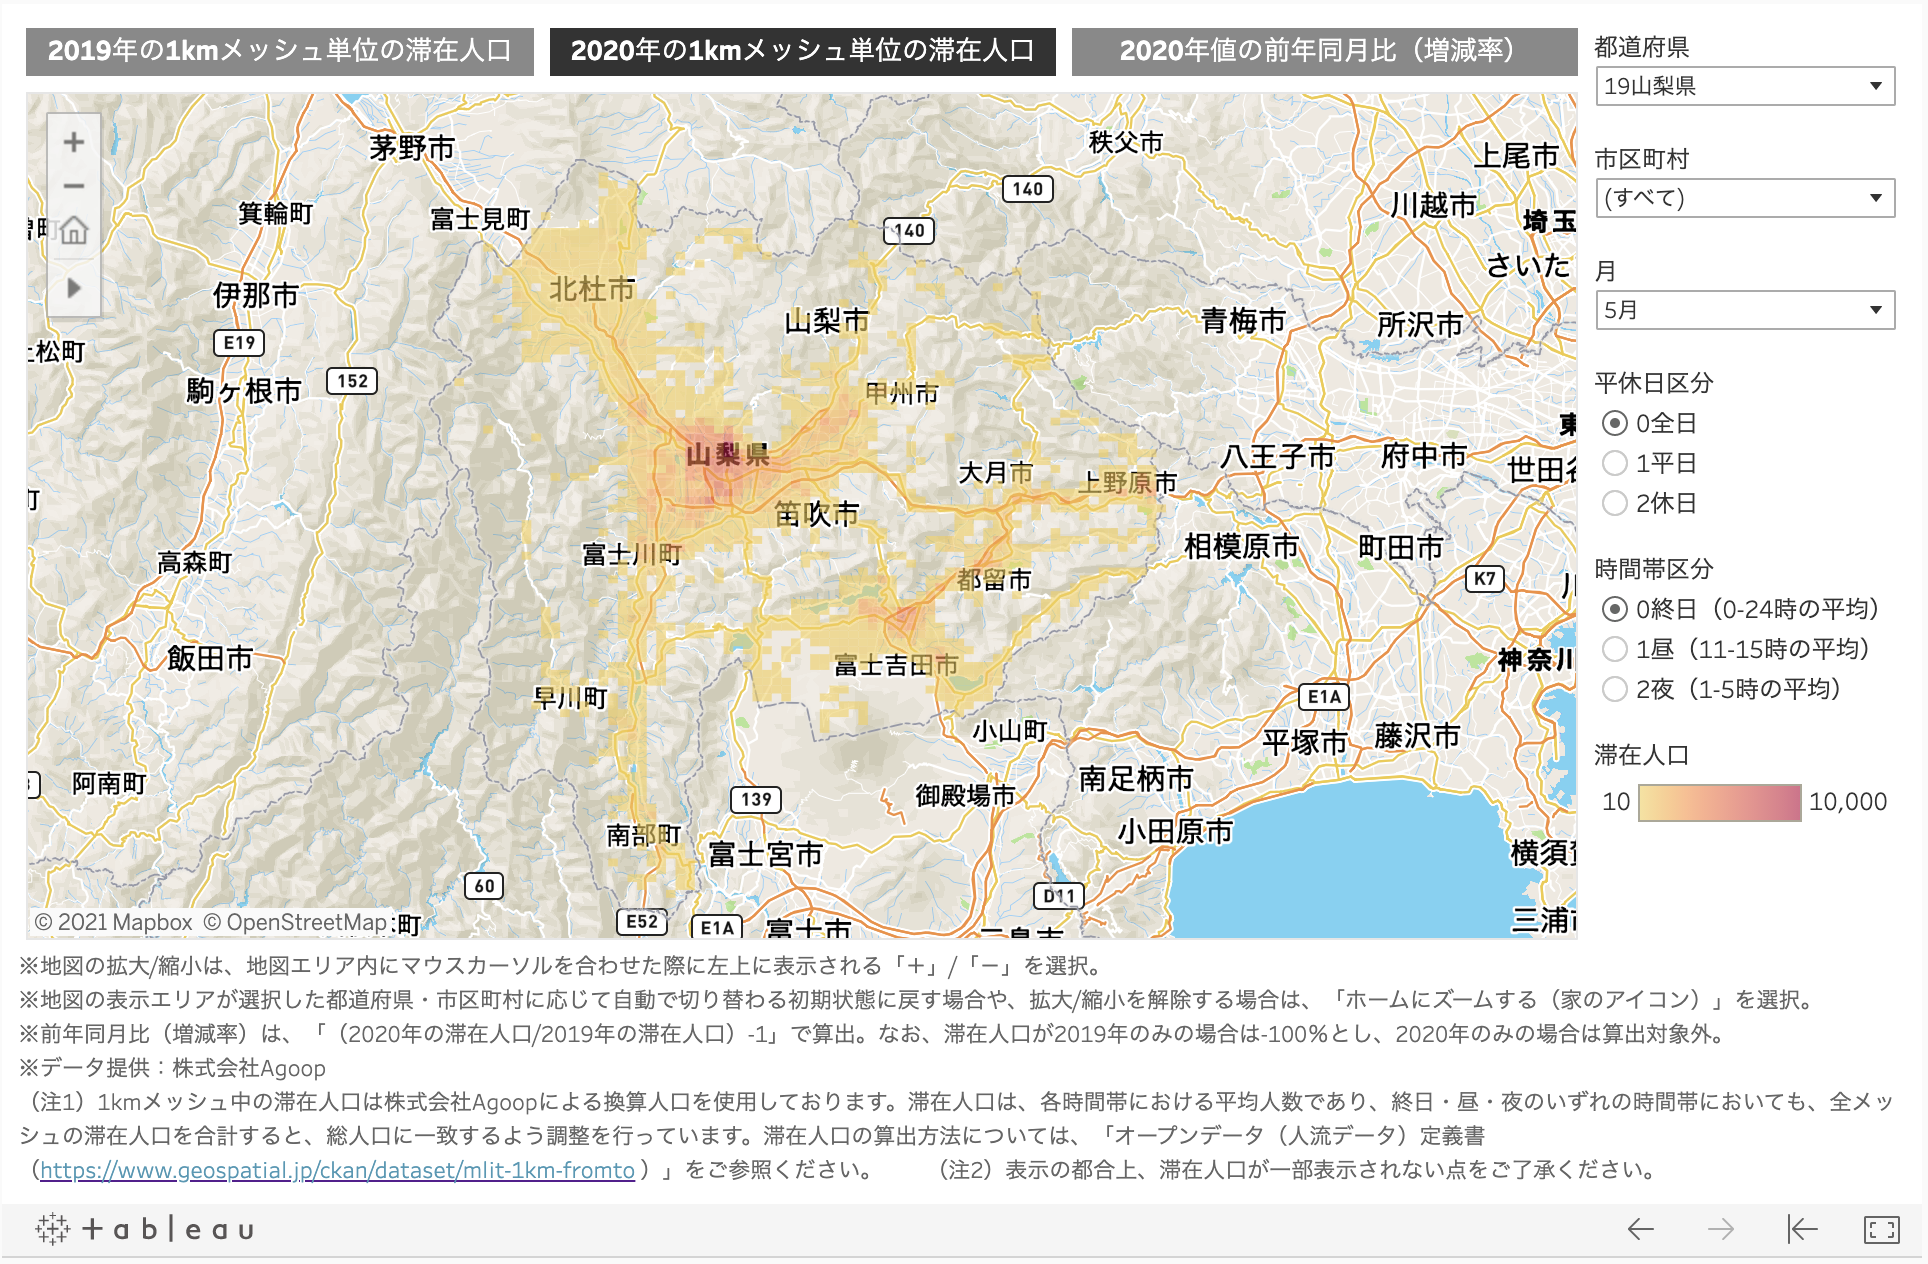 2019年の1kmメッシュ単位の滞在人口
2020年の1kmメッシュ単位の滞在人口
2020年値の前年同月比（増減率）
都道府県
19山梨県
市区町村
(すべて)
月
5月
平休日区分
0全日
1平日
2休日
時間帯区分
0終日（0-24時の平均）
1昼（11-15時の平均）
2夜（1-5時の平均）
滞在人口
10
10,000
茅野市
秩父市
上尾市
140
箕輪町
富士見町
川越市
埼玉
140
さいた
北杜市
伊那市
山梨市
青梅市
所沢市
E19
松町
152
駒ヶ根市
甲州市
東
山梨県
八王子市
府中市
世田
大月市
上野原市
町
笛吹市
富士川町
相模原市
町田市
高森町
都留市
K7
川
飯田市
富士吉田市
神奈川
早川町
E1A
小山町
平塚市
藤沢市
阿南町
139
御殿場市
南足柄市
南部町
富士宮市
小田原市
横須
60
D11
© 2021 Mapbox © OpenStreetMap
町
E52
E1A
富士市
三島市
三浦市
※地図の拡大/縮小は、地図エリア内にマウスカーソルを合わせた際に左上に表示される「＋」/「－」を選択。
※地図の表示エリアが選択した都道府県・市区町村に応じて自動で切り替わる初期状態に戻す場合や、拡大/縮小を解除する場合は、「ホームにズームする（家のアイコン）」を選択。
※前年同月比（増減率）は、「（2020年の滞在人口/2019年の滞在人口）-1」で算出。なお、滞在人口が2019年のみの場合は-100%とし、2020年のみの場合は算出対象外。
※データ提供：株式会社Agoop
（注1）1kmメッシュ中の滞在人口は株式会社Agoopによる換算人口を使用しております。滞在人口は、各時間帯における平均人数であり、終日・昼・夜のいずれの時間帯においても、全メッ
シュの滞在人口を合計すると、総人口に一致するよう調整を行っています。滞在人口の算出方法については、「オープンデータ（人流データ）定義書
（https://www.geospatial.jp/ckan/dataset/mlit-1km-fromto ）」をご参照ください。　　（注2）表示の都合上、滞在人口が一部表示されない点をご了承ください。
+ableau